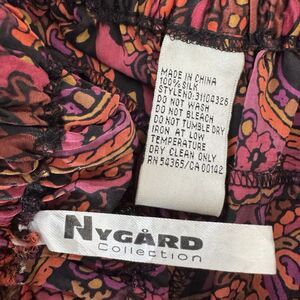 MADE IN CHINA
100% SILK
STYLENO:31104326
DO NOT WASH
DO NOT BLEACH
DO NOT TUMBLE DRY
IRON AT LOW
TEMPERATURE
DRY CLEAN ONLY
RN 54365/CA 00142
NYGÅRD
Collection